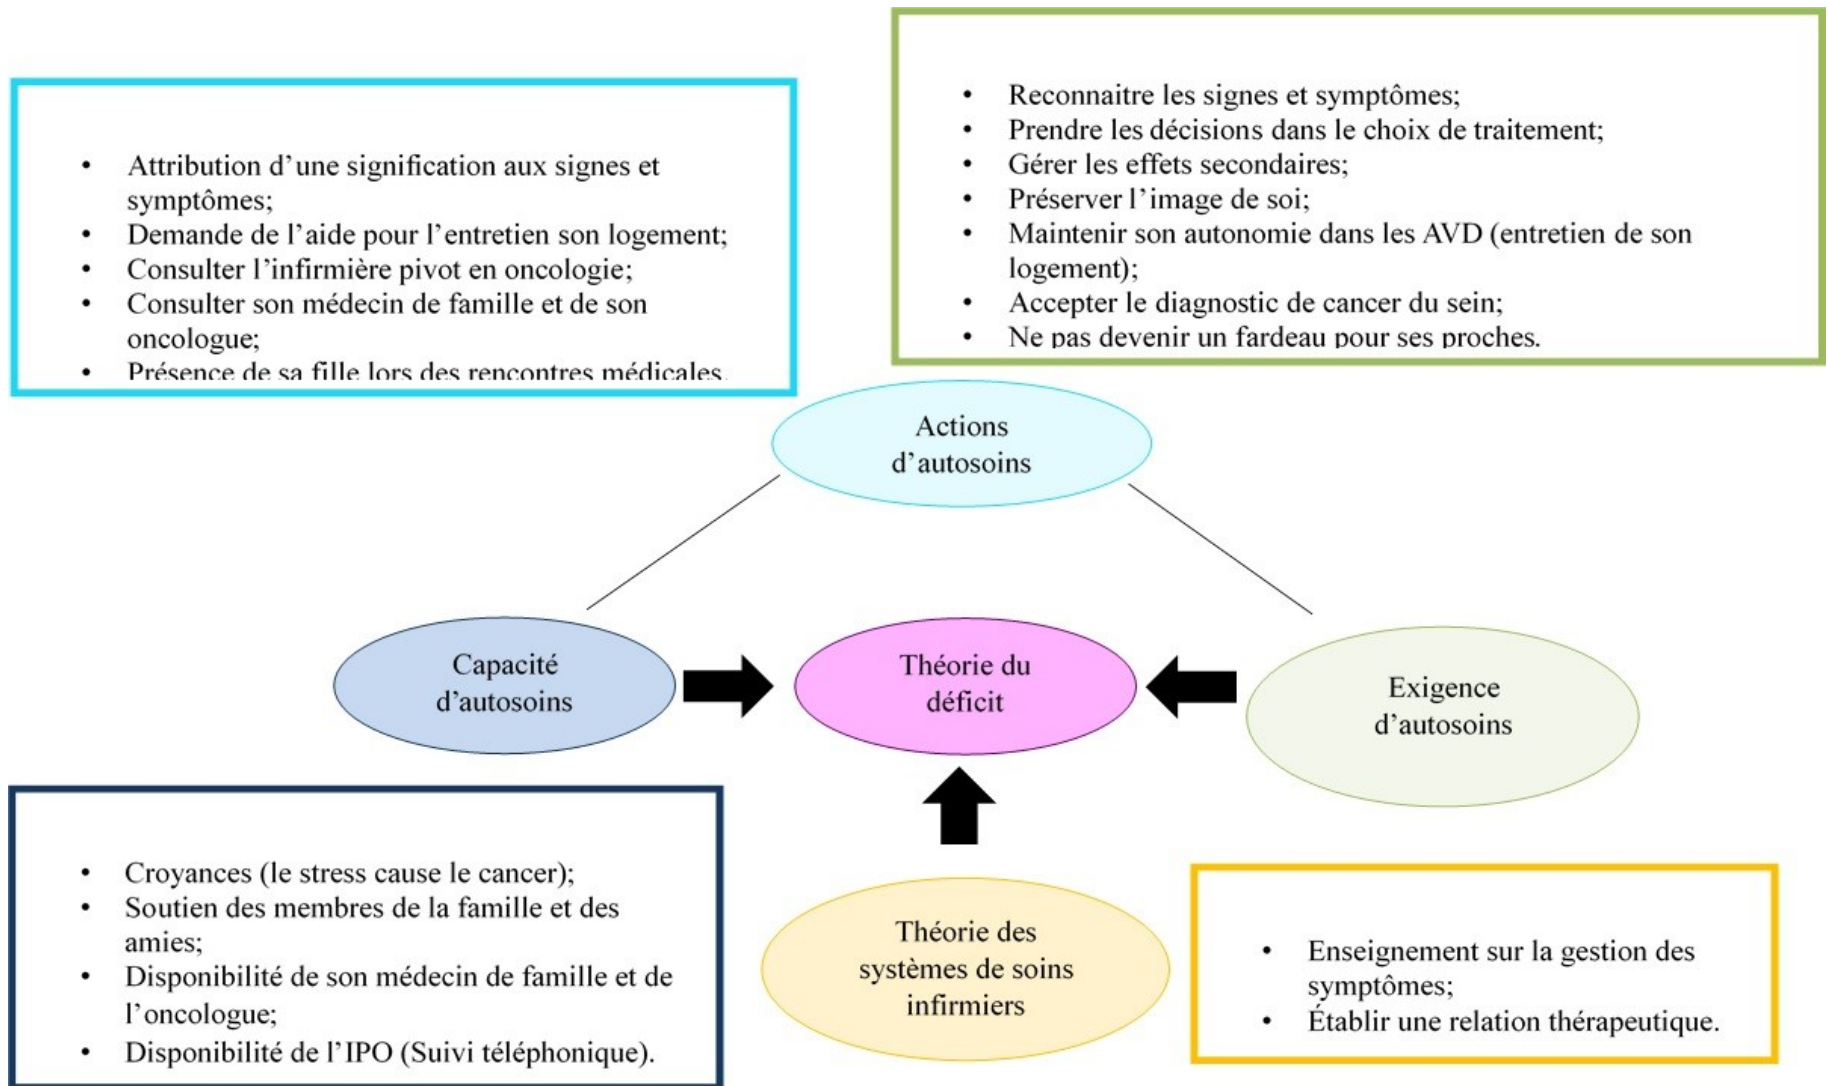 • Reconnaitre les signes et symptômes;
• Prendre les décisions dans le choix de traitement;
• Gérer les effets secondaires;
• Préserver l’image de soi;
• Maintenir son autonomie dans les AVD (entretien de son
logement);
• Accepter le diagnostic de cancer du sein;
• Ne pas devenir un fardeau pour ses proches.
• Attribution d’une signification aux signes et
symptômes;
• Demande de l’aide pour l’entretien son logement;
• Consulter l’infirmière pivot en oncologie;
• Consulter son médecin de famille et de son
oncologue;
• Présence de sa fille lors des rencontres médicales.
Actions
d’autosoins
Capacité
d’autosoins
Théorie du
déficit
Exigence
d’autosoins
• Croyances (le stress cause le cancer);
• Soutien des membres de la famille et des
amies;
• Disponibilité de son médecin de famille et de
l’oncologue;
• Disponibilité de l’IPO (Suivi téléphonique).
Théorie des
systèmes de soins
infirmiers
• Enseignement sur la gestion des
symptômes;
• Établir une relation thérapeutique.